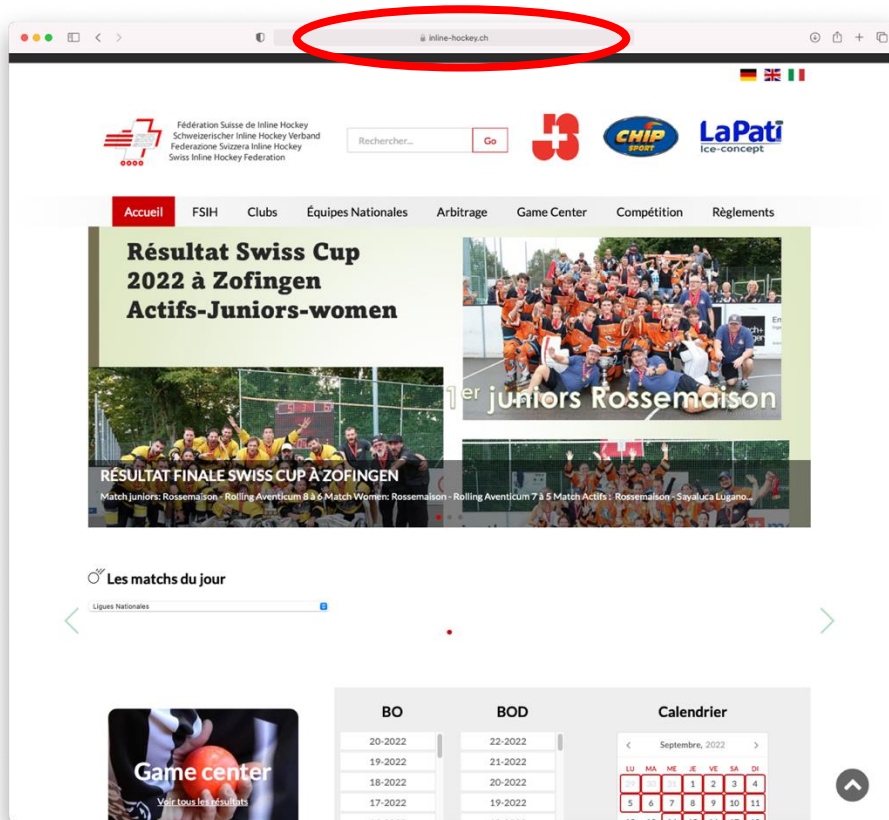 inline-hockey.ch
Fédération Suisse de Inline Hockey
Schweizerischer Inline Hockey Verband
Federazione Svizzera Inline Hockey
Swiss Inline Hockey Federation
Rechercher...
Go
J+S
CHIP
SPORT
LaPati
Ice-concept
Accueil FSIH Clubs Équipes Nationales Arbitrage Game Center Compétition Règlements
Résultat Swiss Cup
2022 à Zofingen
Actifs-Juniors-women
1er juniors Rossemaison
RÉSULTAT FINALE SWISS CUP À ZOFINGEN
Match juniors: Rossemaison - Rolling Aventicum 8 à 6 Match Women: Rossemaison - Rolling Aventicum 7 à 5 Match Actifs : Rossemaison - Sayaluca Lugano...
Les matchs du jour
Ligues Nationales
Game center
Voir tous les résultats
BO
20-2022
19-2022
18-2022
17-2022
BOD
22-2022
21-2022
20-2022
19-2022
Calendrier
Septembre, 2022
LU MA ME JE VE SA DI
29 30 31 1 2 3 4
5 6 7 8 9 10 11